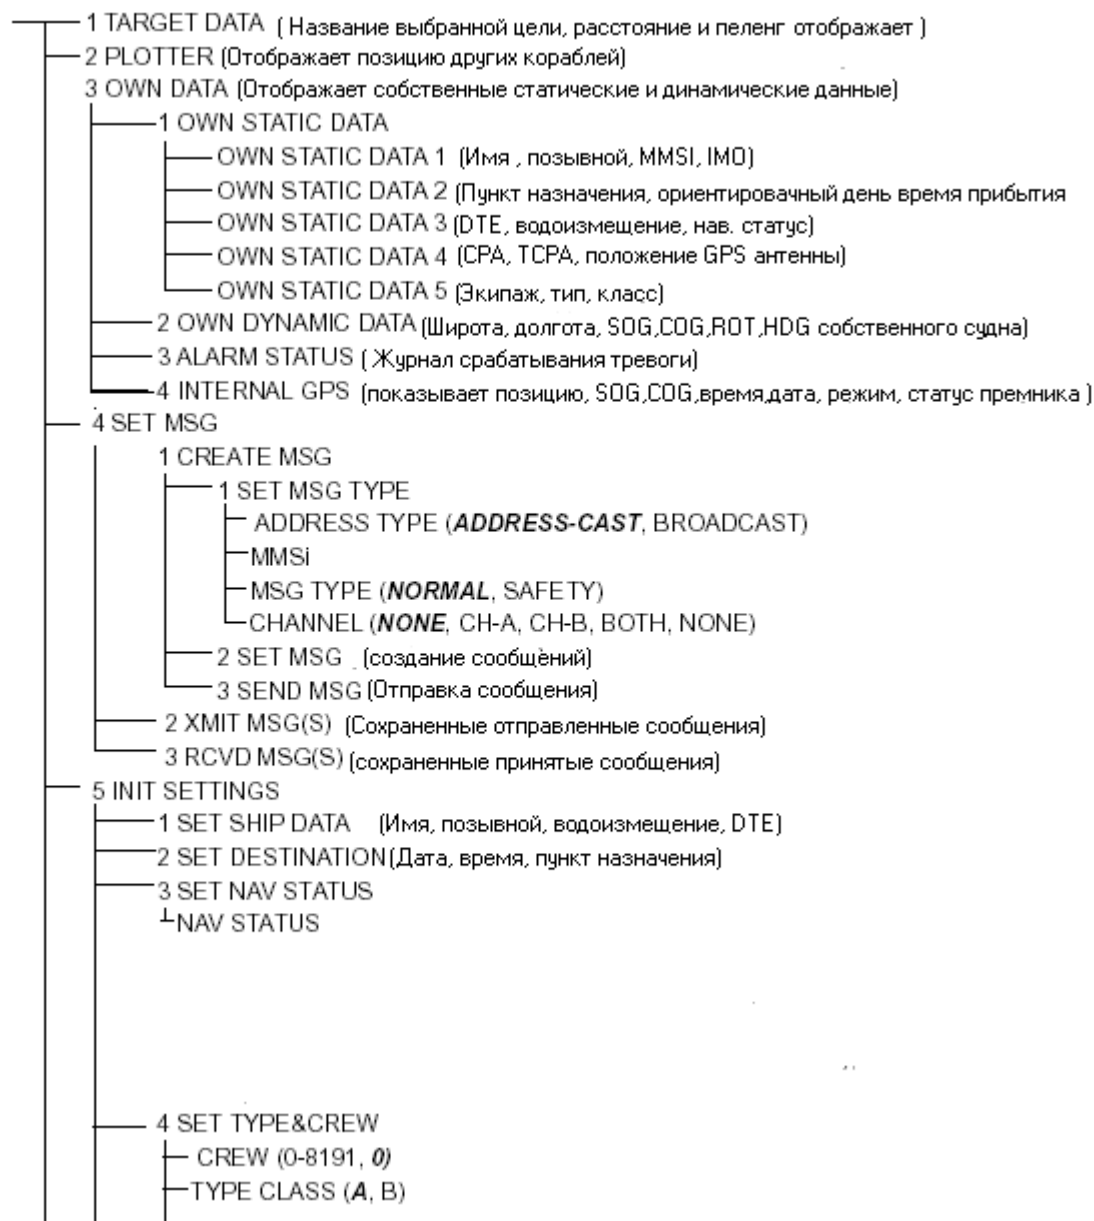 1 TARGET DATA ( Название выбранной цели, расстояние и пеленг отображает )
2 PLOTTER (Отображает позицию других кораблей)
3 OWN DATA (Отображает собственные статические и динамические данные)
1 OWN STATIC DATA
OWN STATIC DATA 1 (Имя , позывной, MMSI, IMO)
OWN STATIC DATA 2 (Пункт назначения, ориентировачный день время прибытия
OWN STATIC DATA 3 (DTE, водоизмещение, нав. статус)
OWN STATIC DATA 4 (CPA, TCPA, положение GPS антенны)
OWN STATIC DATA 5 (Экипаж, тип, класс)
2 OWN DYNAMIC DATA (Широта, долгота, SOG,COG,ROT,HDG собственного судна)
3 ALARM STATUS ( Журнал срабатывания тревоги)
4 INTERNAL GPS (показывает позицию, SOG,COG,время,дата, режим, статус премника )
4 SET MSG
1 CREATE MSG
1 SET MSG TYPE
ADDRESS TYPE (ADDRESS-CAST, BROADCAST)
MMSi
MSG TYPE (NORMAL, SAFETY)
CHANNEL (NONE, CH-A, CH-B, BOTH, NONE)
2 SET MSG (создание сообщений)
3 SEND MSG (Отправка сообщения)
2 XMIT MSG(S) (Сохраненные отправленные сообщения)
3 RCVD MSG(S) (сохраненные принятые сообщения)
5 INIT SETTINGS
1 SET SHIP DATA (Имя, позывной, водоизмещение, DTE)
2 SET DESTINATION (Дата, время, пункт назначения)
3 SET NAV STATUS
NAV STATUS
4 SET TYPE&CREW
CREW (0-8191, 0)
TYPE CLASS (A, B)